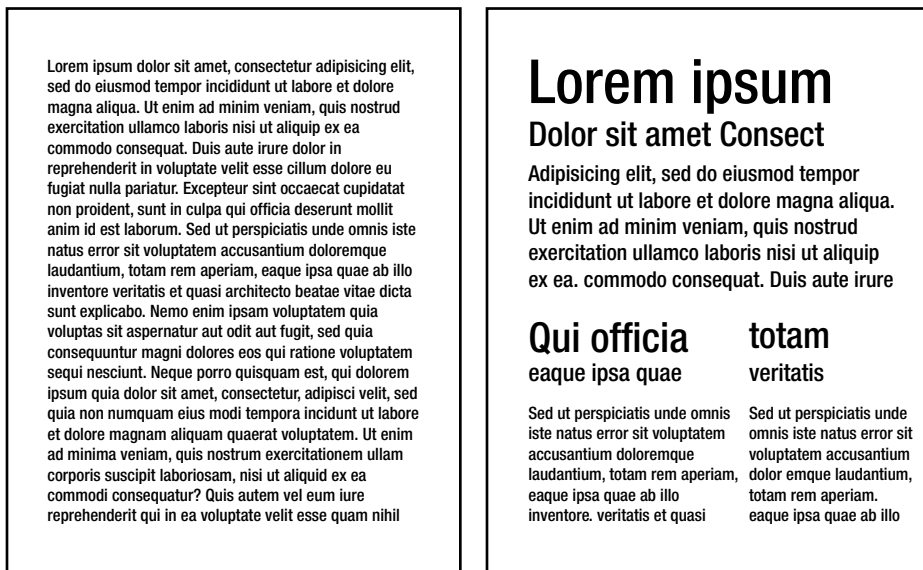 Lorem ipsum dolor sit amet, consectetur adipisicing elit,
sed do eiusmod tempor incididunt ut labore et dolore
magna aliqua. Ut enim ad minim veniam, quis nostrud
exercitation ullamco laboris nisi ut aliquip ex ea
commodo consequat. Duis aute irure dolor in
reprehenderit in voluptate velit esse cillum dolore eu
fugiat nulla pariatur. Excepteur sint occaecat cupidatat
non proident, sunt in culpa qui officia deserunt mollit
anim id est laborum. Sed ut perspiciatis unde omnis iste
natus error sit voluptatem accusantium doloremque
laudantium, totam rem aperiam, eaque ipsa quae ab illo
inventore veritatis et quasi architecto beatae vitae dicta
sunt explicabo. Nemo enim ipsam voluptatem quia
voluptas sit aspernatur aut odit aut fugit, sed quia
consequuntur magni dolores eos qui ratione voluptatem
sequi nesciunt. Neque porro quisquam est, qui dolorem
ipsum quia dolor sit amet, consectetur, adipisci velit, sed
quia non numquam eius modi tempora incidunt ut labore
et dolore magnam aliquam quaerat voluptatem. Ut enim
ad minima veniam, quis nostrum exercitationem ullam
corporis suscipit laboriosam, nisi ut aliquid ex ea
commodi consequatur? Quis autem vel eum iure
reprehenderit qui in ea voluptate velit esse quam nihil
Lorem ipsum
Dolor sit amet Consect
Adipisicing elit, sed do eiusmod tempor
incididunt ut labore et dolore magna aliqua.
Ut enim ad minim veniam, quis nostrud
exercitation ullamco laboris nisi ut aliquip
ex ea. commodo consequat. Duis aute irure
Qui officia
eaque ipsa quae
Sed ut perspiciatis unde omnis
iste natus error sit voluptatem
accusantium doloremque
laudantium, totam rem aperiam,
eaque ipsa quae ab illo
inventore. veritatis et quasi
totam
veritatis
Sed ut perspiciatis unde
omnis iste natus error sit
voluptatem accusantium
dolor emque laudantium,
totam rem aperiam.
eaque ipsa quae ab illo